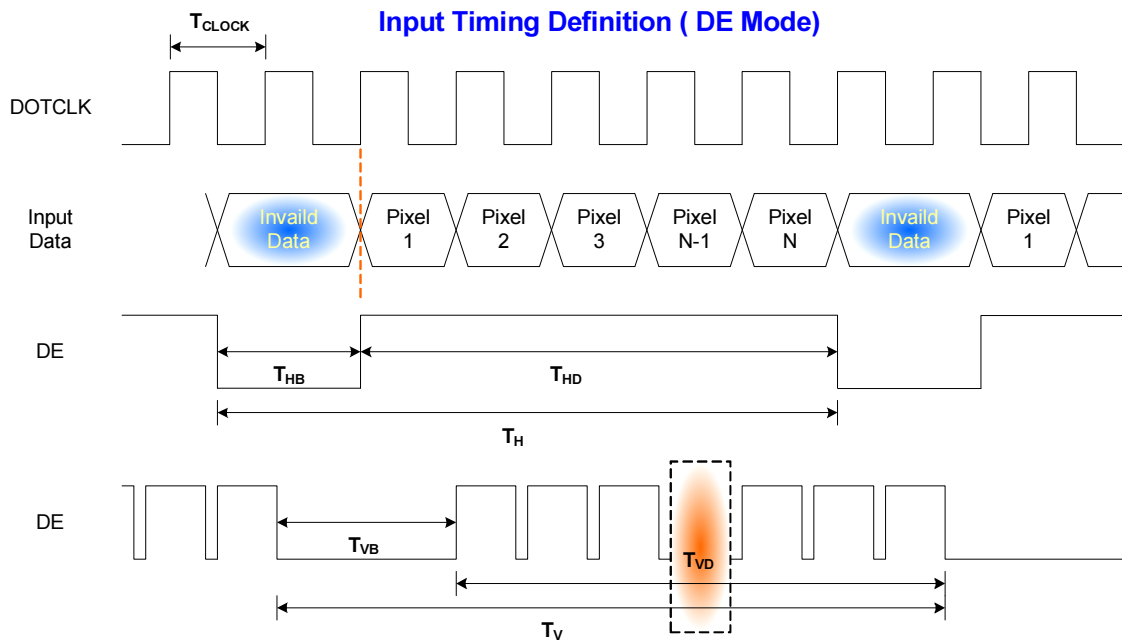 Input Timing Definition ( DE Mode)
TCLOCK
DOTCLK
Input
Data
Invaild
Data
Pixel
1
Pixel
2
Pixel
3
Pixel
N-1
Pixel
N
Invaild
Data
Pixel
1
DE
THB
THD
TH
DE
TVB
TVD
TV